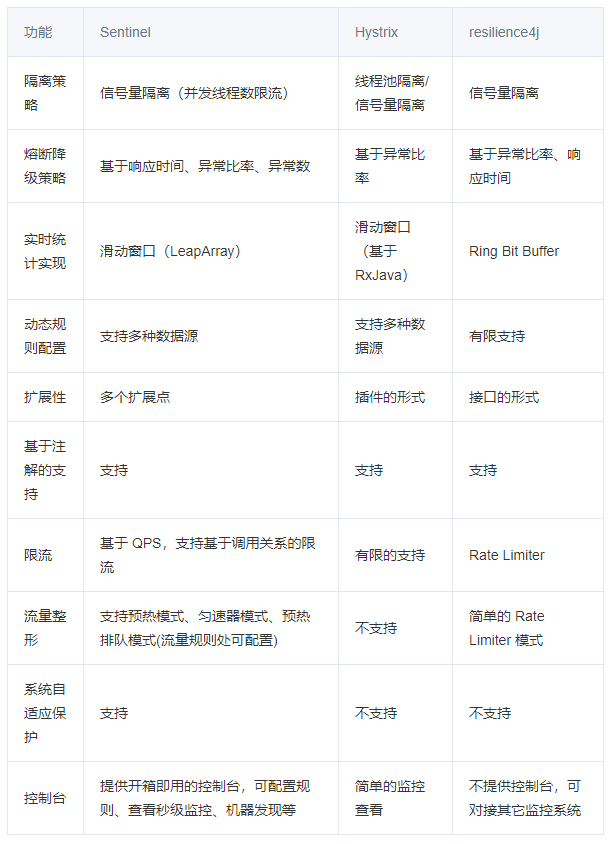 功能 Sentinel Hystrix resilience4j
隔离策
略
信号量隔离（并发线程数限流）
线程池隔离/
信号量隔离
信号量隔离
熔断降
级策略
基于响应时间、异常比率、异常数
基于异常比
率
基于异常比率、响
应时间
实时统
计实现
滑动窗口（LeapArray）
滑动窗口
（基于
RxJava）
Ring Bit Buffer
动态规
则配置
支持多种数据源
支持多种数
据源
有限支持
扩展性 多个扩展点 插件的形式 接口的形式
基于注
解的支
持
支持
支持
支持
限流
基于 QPS，支持基于调用关系的限
流
有限的支持
Rate Limiter
流量整
形
支持预热模式、匀速器模式、预热
排队模式(流量规则处可配置)
不支持
简单的 Rate
Limiter 模式
系统自
适应保
护
支持
不支持
不支持
控制台
提供开箱即用的控制台，可配置规
则、查看秒级监控、机器发现等
简单的监控
查看
不提供控制台，可
对接其它监控系统